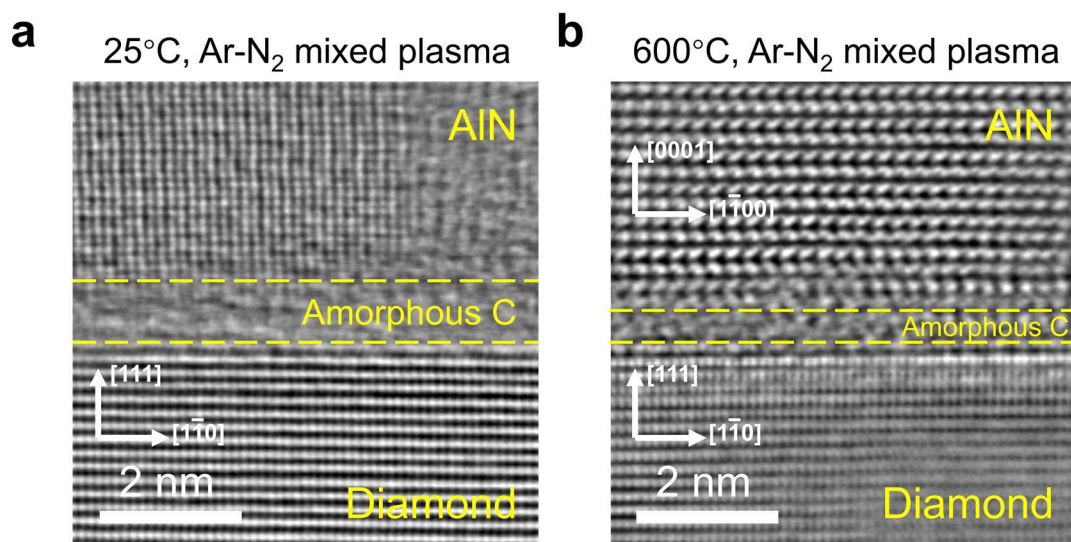 a
25°C, Ar-N₂ mixed plasma
AlN
Amorphous C
[111]
[11̅0]
2 nm
Diamond
b
600°C, Ar-N₂ mixed plasma
AlN
[0001]
[11̅00]
Amorphous C
[111]
[11̅0]
2 nm
Diamond